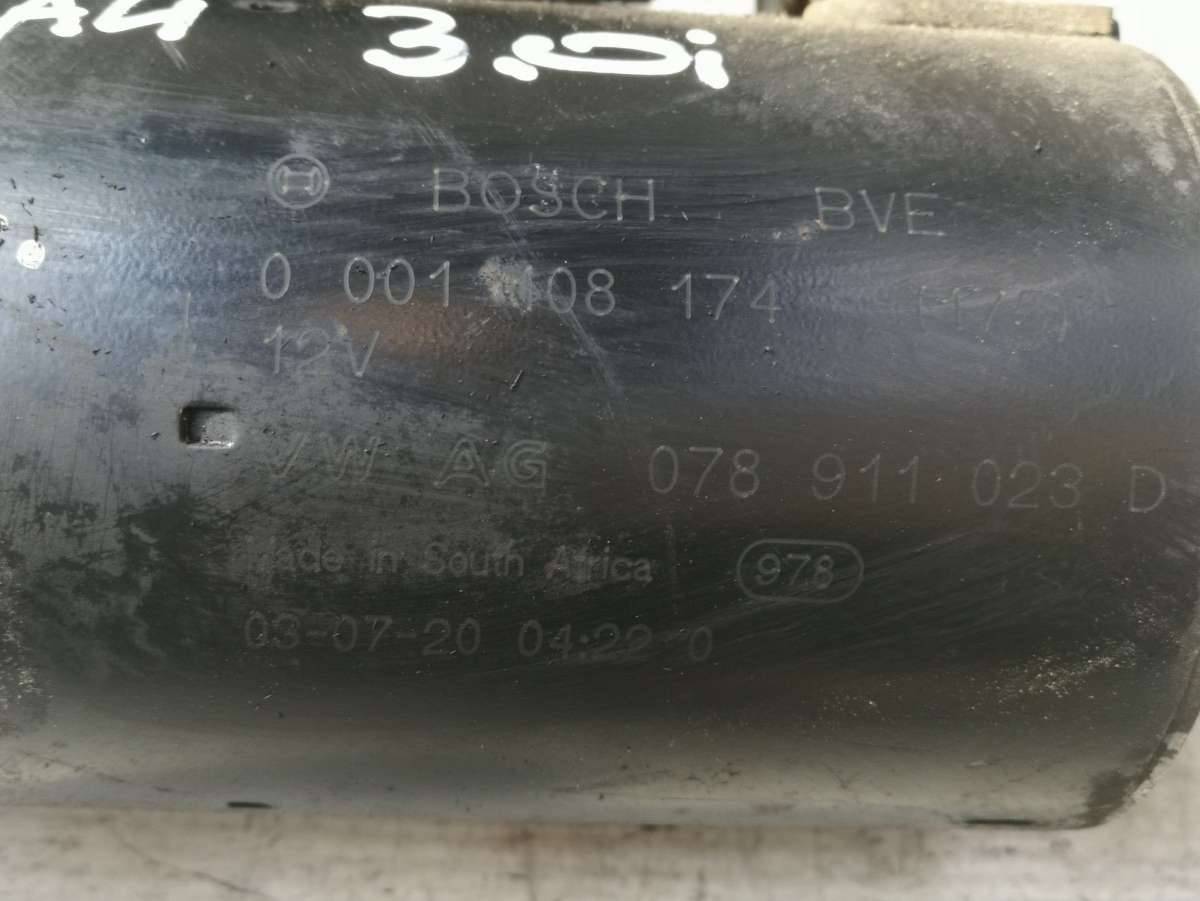 A4 3.0i
BOSCH BVE
0 001 108 174
12V
VW AG 078 911 023 D
Made in South Africa 978
03-07-20 04:22 0